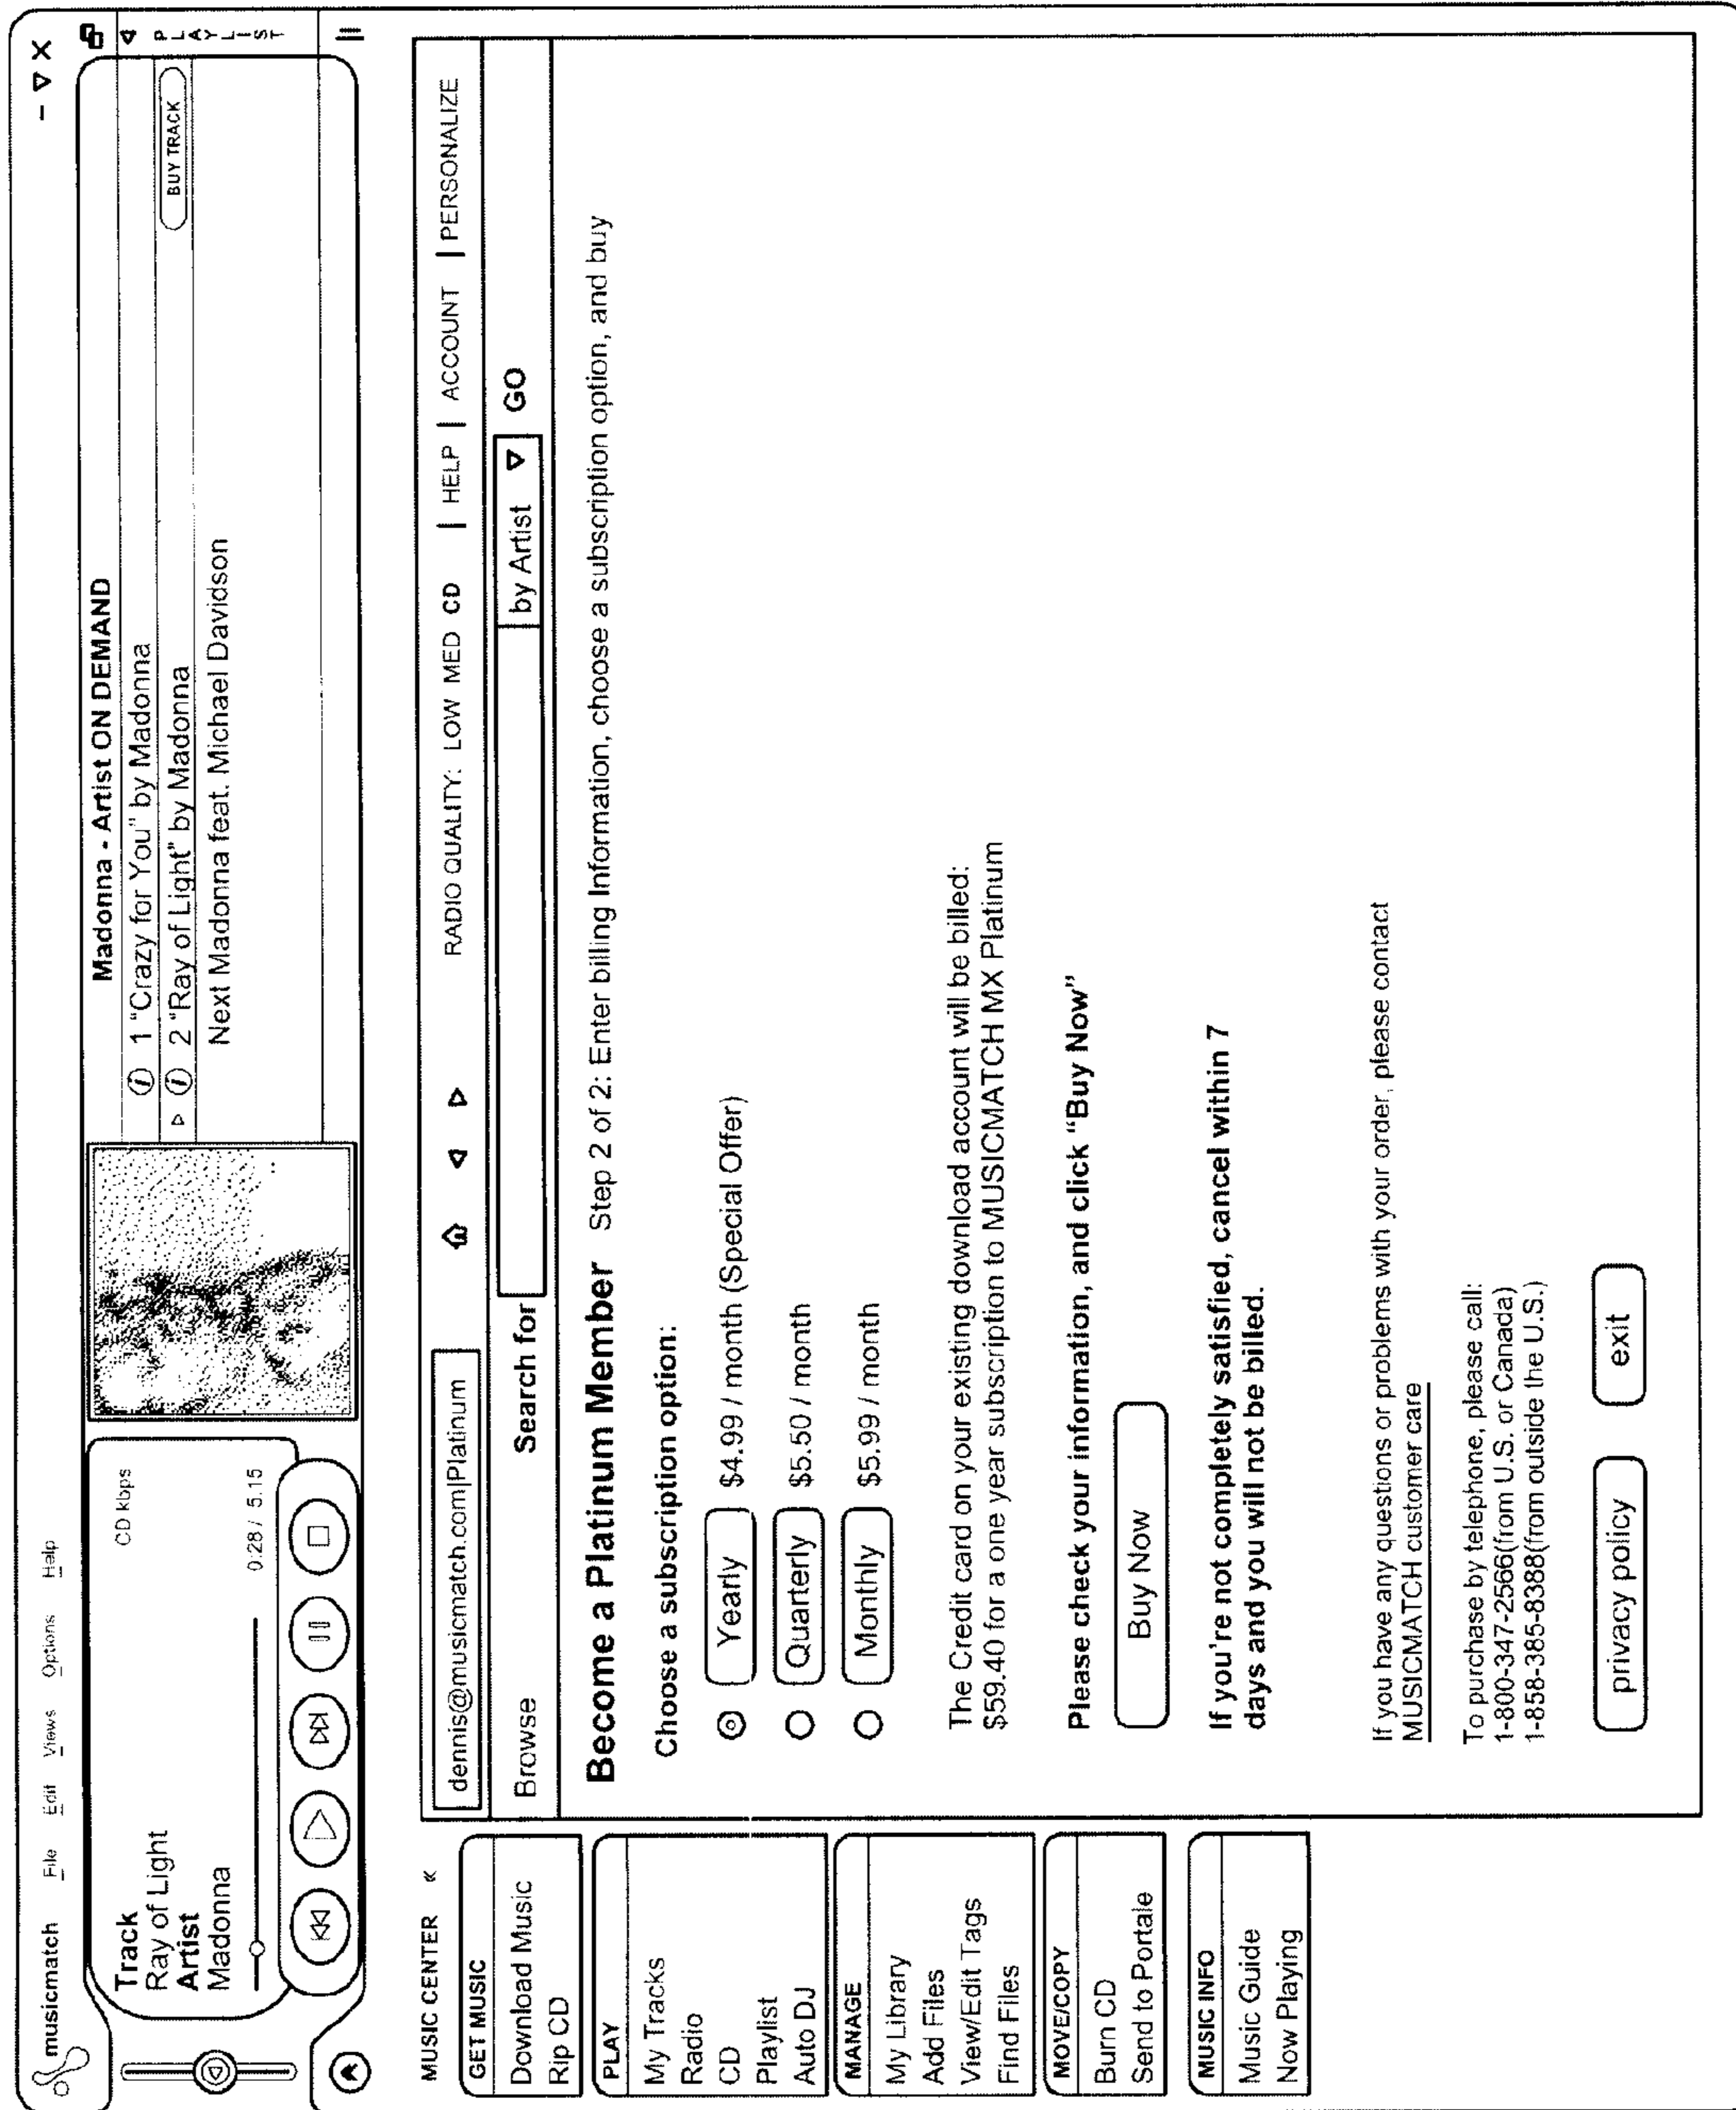 musicmatch File Edit Views Options Help
Track
Ray of Light
Artist
Madonna
CD kbps
0:28 / 5.15
Madonna - Artist ON DEMAND
1 "Crazy for You" by Madonna
2 "Ray of Light" by Madonna BUY TRACK
Next Madonna feat. Michael Davidson
PLAYLIST
MUSIC CENTER «
GET MUSIC
Download Music
Rip CD
PLAY
My Tracks
Radio
CD
Playlist
Auto DJ
MANAGE
My Library
Add Files
View/Edit Tags
Find Files
MOVE/COPY
Burn CD
Send to Portale
MUSIC INFO
Music Guide
Now Playing
dennis@musicmatch.com|Platinum RADIO QUALITY: LOW MED CD | HELP | ACCOUNT | PERSONALIZE
Browse Search for by Artist GO
Become a Platinum Member Step 2 of 2: Enter billing Information, choose a subscription option, and buy
Choose a subscription option:
Yearly $4.99 / month (Special Offer)
Quarterly $5.50 / month
Monthly $5.99 / month
The Credit card on your existing download account will be billed:
$59.40 for a one year subscription to MUSICMATCH MX Platinum
Please check your information, and click "Buy Now"
Buy Now
If you're not completely satisfied, cancel within 7
days and you will not be billed.
If you have any questions or problems with your order, please contact
MUSICMATCH customer care
To purchase by telephone, please call:
1-800-347-2566(from U.S. or Canada)
1-858-385-8388(from outside the U.S.)
privacy policy exit